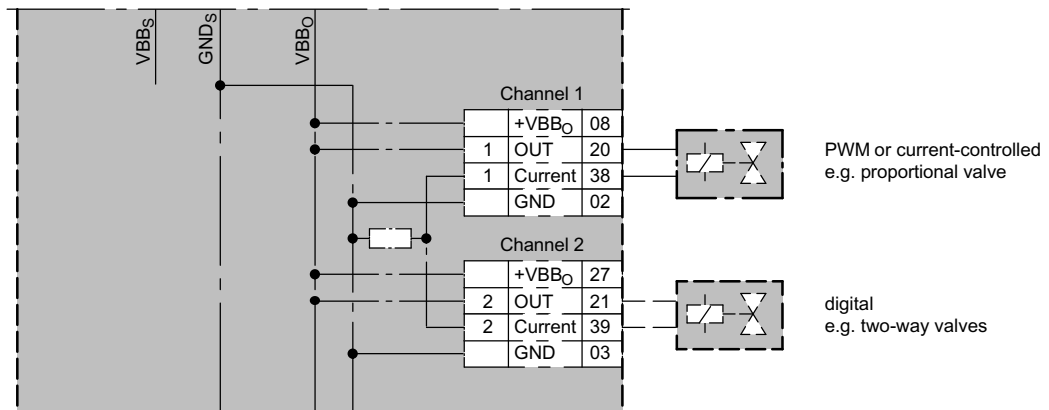 VBBS
GNDS
VBBO
Channel 1
+VBBO 08
1 OUT 20
1 Current 38
GND 02
PWM or current-controlled
e.g. proportional valve
Channel 2
+VBBO 27
2 OUT 21
2 Current 39
GND 03
digital
e.g. two-way valves